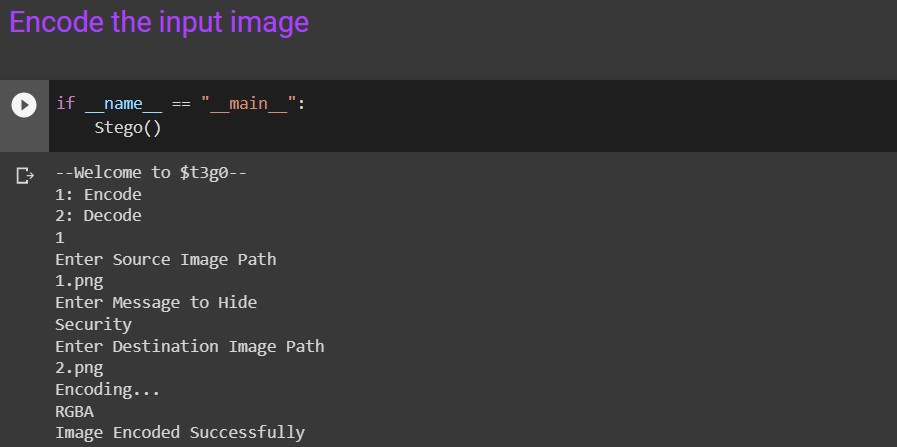 Encode the input image
if __name__ == "__main__":
    Stego()
--Welcome to $t3g0--
1: Encode
2: Decode
1
Enter Source Image Path
1.png
Enter Message to Hide
Security
Enter Destination Image Path
2.png
Encoding...
RGBA
Image Encoded Successfully